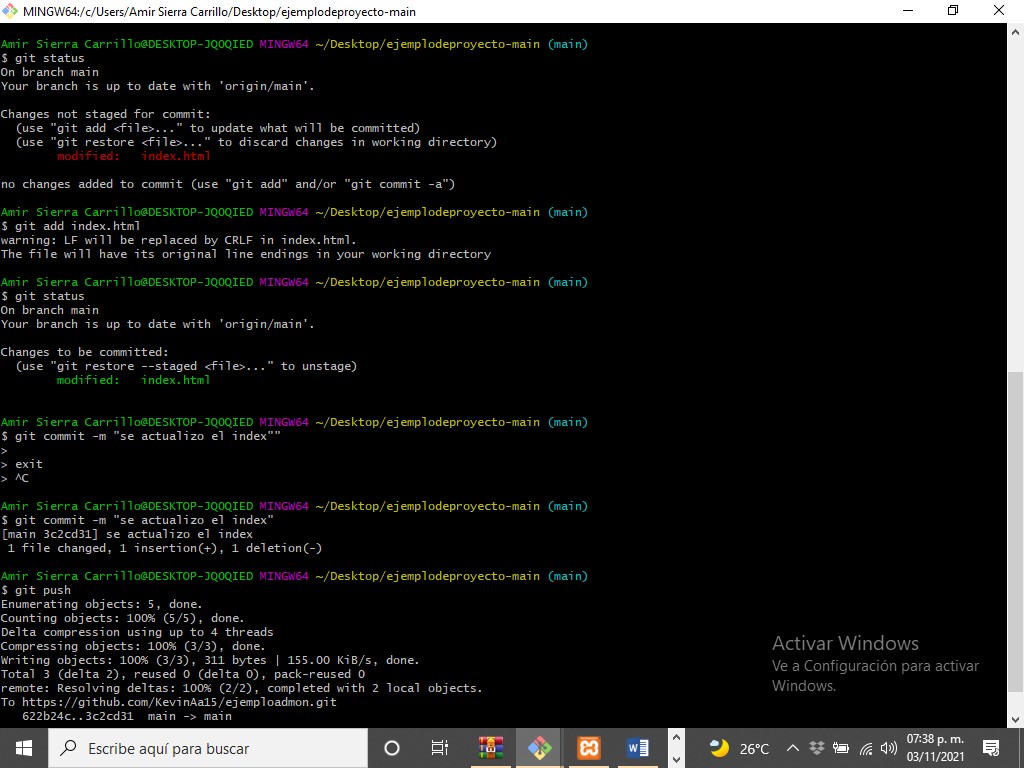 MINGW64:/c/Users/Amir Sierra Carrillo/Desktop/ejemplodeproyecto-main
Amir Sierra Carrillo@DESKTOP-JQOQIED MINGW64 ~/Desktop/ejemplodeproyecto-main (main)
$ git status
On branch main
Your branch is up to date with 'origin/main'.
Changes not staged for commit:
(use "git add <file>..." to update what will be committed)
(use "git restore <file>..." to discard changes in working directory)
modified: index.html
no changes added to commit (use "git add" and/or "git commit -a")
Amir Sierra Carrillo@DESKTOP-JQOQIED MINGW64 ~/Desktop/ejemplodeproyecto-main (main)
$ git add index.html
warning: LF will be replaced by CRLF in index.html.
The file will have its original line endings in your working directory
Amir Sierra Carrillo@DESKTOP-JQOQIED MINGW64 ~/Desktop/ejemplodeproyecto-main (main)
$ git status
On branch main
Your branch is up to date with 'origin/main'.
Changes to be committed:
(use "git restore --staged <file>..." to unstage)
modified: index.html
Amir Sierra Carrillo@DESKTOP-JQOQIED MINGW64 ~/Desktop/ejemplodeproyecto-main (main)
$ git commit -m "se actualizo el index""
>
> exit
> ^C
Amir Sierra Carrillo@DESKTOP-JQOQIED MINGW64 ~/Desktop/ejemplodeproyecto-main (main)
$ git commit -m "se actualizo el index"
[main 3c2cd31] se actualizo el index
1 file changed, 1 insertion(+), 1 deletion(-)
Amir Sierra Carrillo@DESKTOP-JQOQIED MINGW64 ~/Desktop/ejemplodeproyecto-main (main)
$ git push
Enumerating objects: 5, done.
Counting objects: 100% (5/5), done.
Delta compression using up to 4 threads
Compressing objects: 100% (3/3), done.
Writing objects: 100% (3/3), 311 bytes | 155.00 KiB/s, done.
Total 3 (delta 2), reused 0 (delta 0), pack-reused 0
remote: Resolving deltas: 100% (2/2), completed with 2 local objects.
To https://github.com/KevinAa15/ejemploadmon.git
622b24c..3c2cd31 main -> main
Activar Windows
Ve a Configuración para activar
Windows.
Escribe aquí para buscar
26°C
07:38 p. m.
03/11/2021